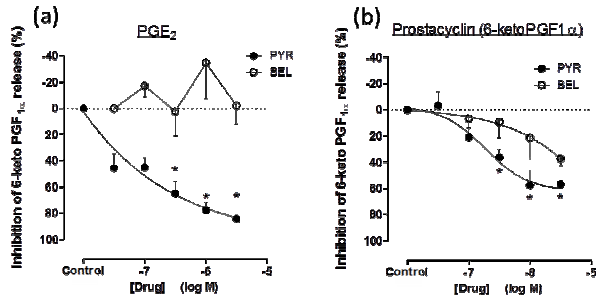 (a)
PGE2
Inhibition of 6-keto PGF1α release (%)
PYR
BEL
-40
-20
0
20
40
60
80
100
*
*
*
Control
-7
-6
-5
[Drug] (log M)
(b)
Prostacyclin (6-ketoPGF1α)
Inhibition of 6-keto PGF1α release (%)
PYR
BEL
-40
-20
0
20
40
60
80
100
*
*
*
Control
-7
-6
-5
[Drug] (log M)